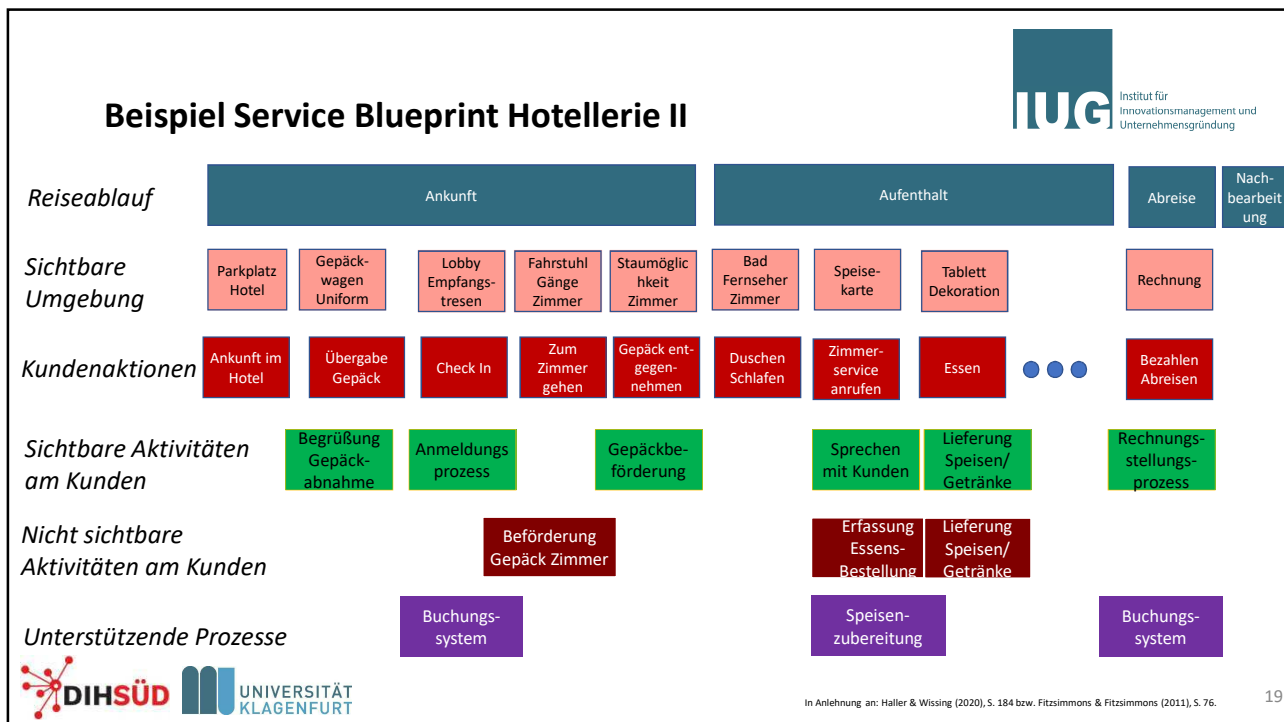 Beispiel Service Blueprint Hotellerie II
IUG
Institut für
Innovationsmanagement und
Unternehmensgründung
Reiseablauf
Ankunft
Aufenthalt
Abreise
Nach-
bearbeit
ung
Sichtbare
Umgebung
Parkplatz
Hotel
Gepäck-
wagen
Uniform
Lobby
Empfangs-
tresen
Fahrstuhl
Gänge
Zimmer
Staumöglic
hkeit
Zimmer
Bad
Fernseher
Zimmer
Speise-
karte
Tablett
Dekoration
Rechnung
Kundenaktionen
Ankunft im
Hotel
Übergabe
Gepäck
Check In
Zum
Zimmer
gehen
Gepäck ent-
gegen-
nehmen
Duschen
Schlafen
Zimmer-
service
anrufen
Essen
Bezahlen
Abreisen
Sichtbare Aktivitäten
am Kunden
Begrüßung
Gepäck-
abnahme
Anmeldungs
prozess
Gepäckbe-
förderung
Sprechen
mit Kunden
Lieferung
Speisen/
Getränke
Rechnungs-
stellungs-
prozess
Nicht sichtbare
Aktivitäten am Kunden
Beförderung
Gepäck Zimmer
Erfassung
Essens-
Bestellung
Lieferung
Speisen/
Getränke
Unterstützende Prozesse
Buchungs-
system
Speisen-
zubereitung
Buchungs-
system
DIHSÜD
UNIVERSITÄT
KLAGENFURT
In Anlehnung an: Haller & Wissing (2020), S. 184 bzw. Fitzsimmons & Fitzsimmons (2011), S. 76.
19